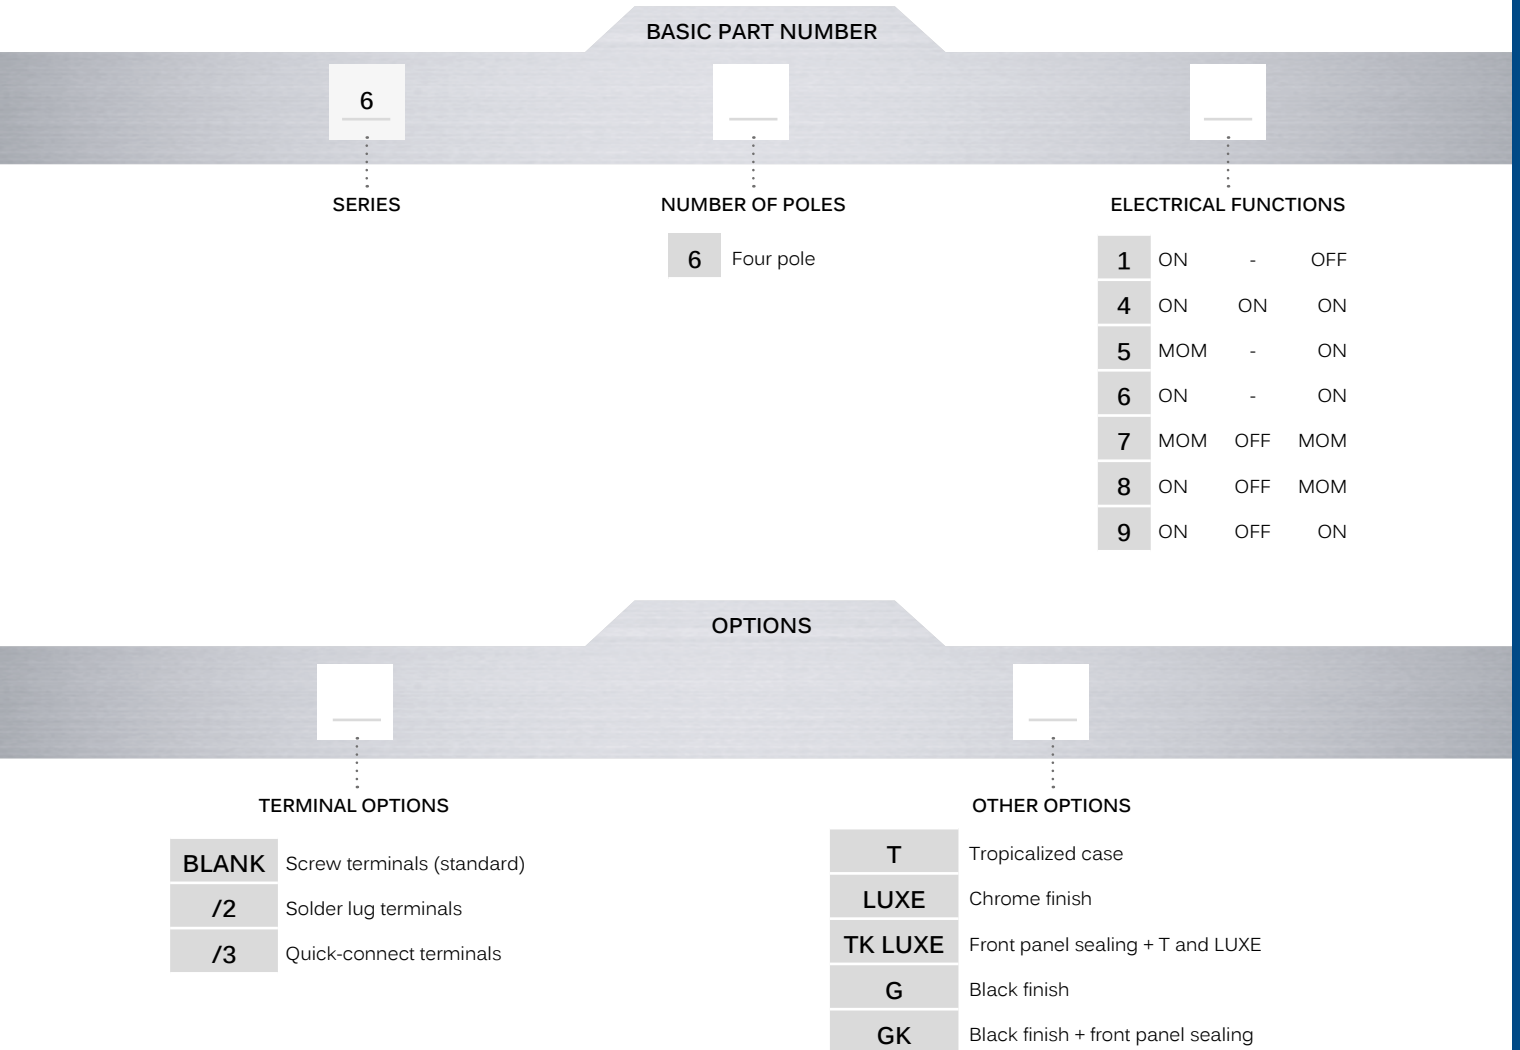 BASIC PART NUMBER
6
SERIES
NUMBER OF POLES
6 Four pole
ELECTRICAL FUNCTIONS
1 ON - OFF
4 ON ON ON
5 MOM - ON
6 ON - ON
7 MOM OFF MOM
8 ON OFF MOM
9 ON OFF ON
OPTIONS
TERMINAL OPTIONS
BLANK Screw terminals (standard)
/2 Solder lug terminals
/3 Quick-connect terminals
OTHER OPTIONS
T Tropicalized case
LUXE Chrome finish
TK LUXE Front panel sealing + T and LUXE
G Black finish
GK Black finish + front panel sealing